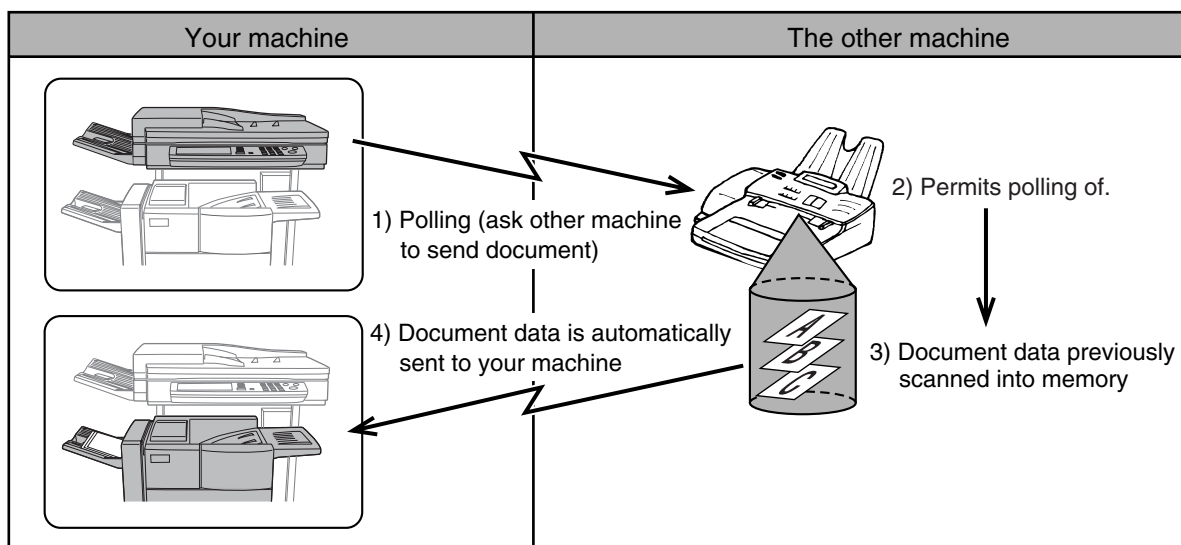 Your machine
The other machine
1) Polling (ask other machine
to send document)
2) Permits polling of.
A
B
C
3) Document data previously
scanned into memory
4) Document data is automatically
sent to your machine